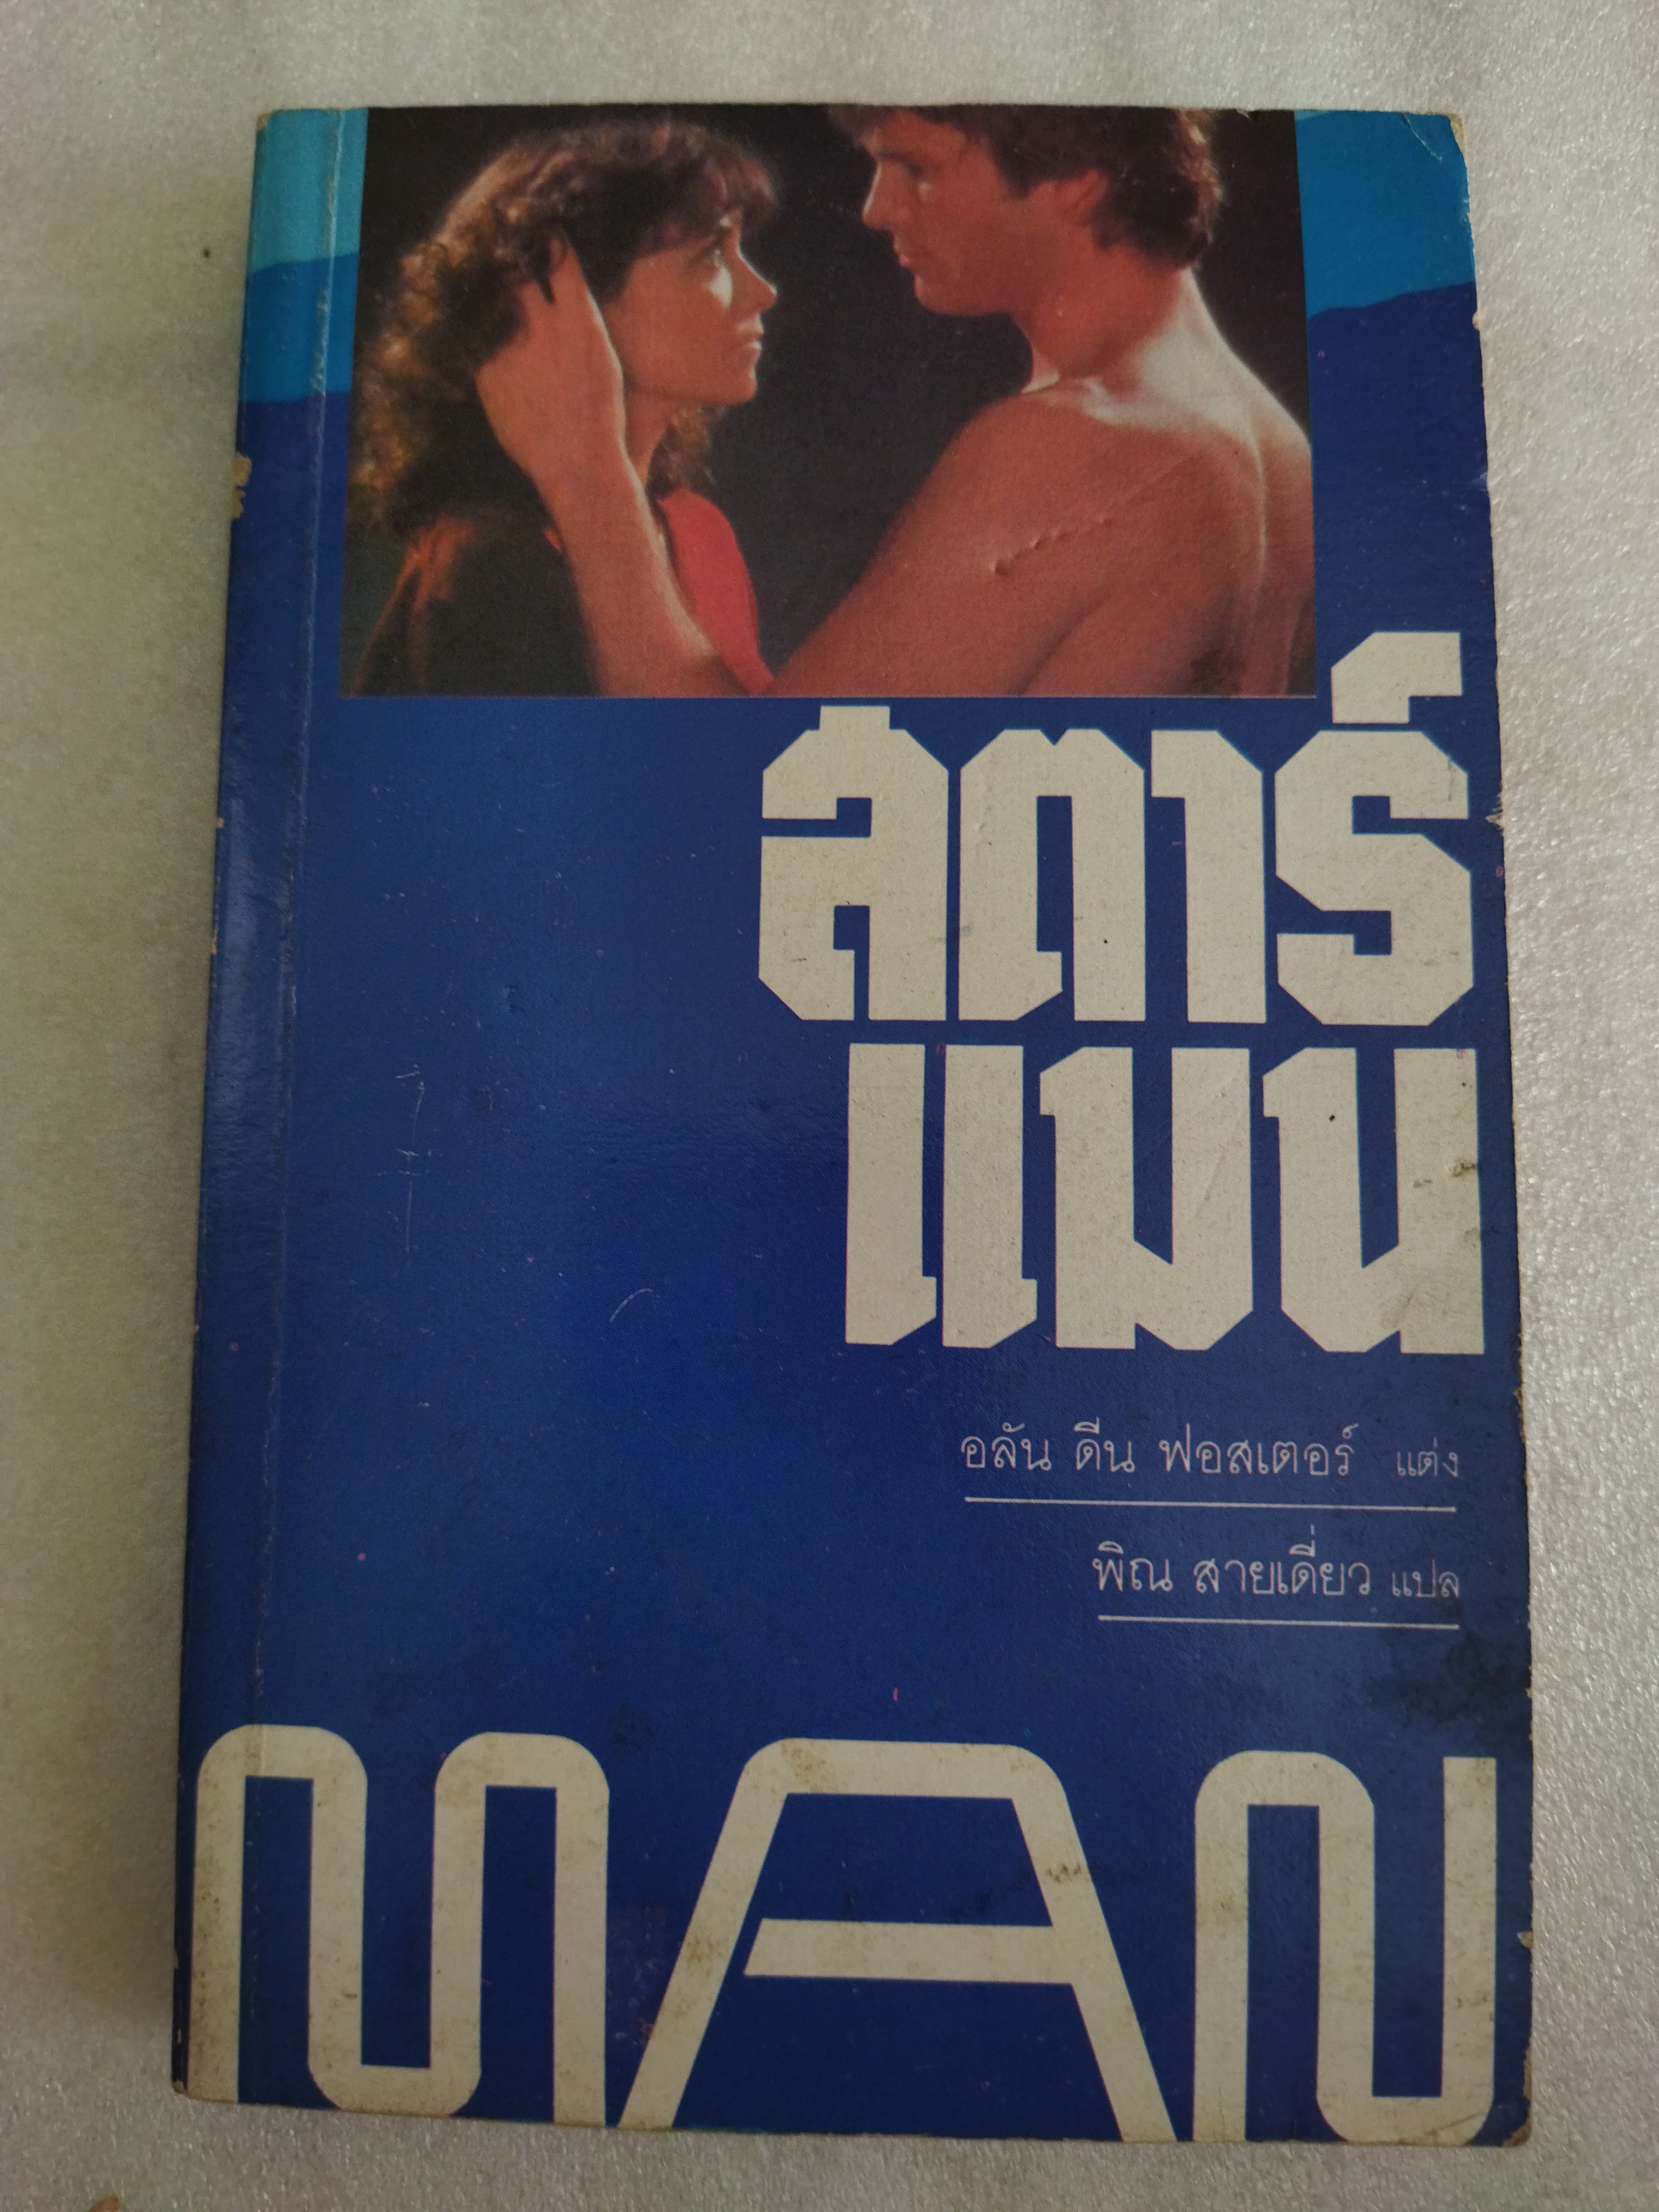 สตาร์
แมน
อลัน ดีน ฟอสเตอร์ แต่ง
พิณ สายเดี่ยว แปล
MAN